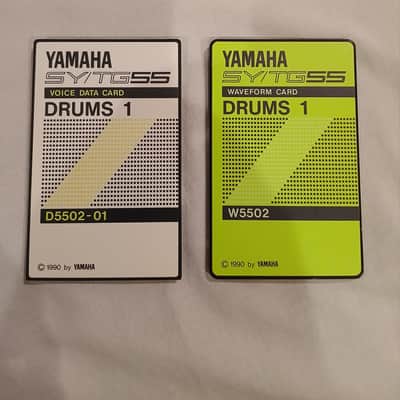 YAMAHA
SY/TG55
VOICE DATA CARD
DRUMS 1
D5502-01
© 1990 by YAMAHA
YAMAHA
SY/TG55
WAVEFORM CARD
DRUMS 1
W5502
© 1990 by YAMAHA